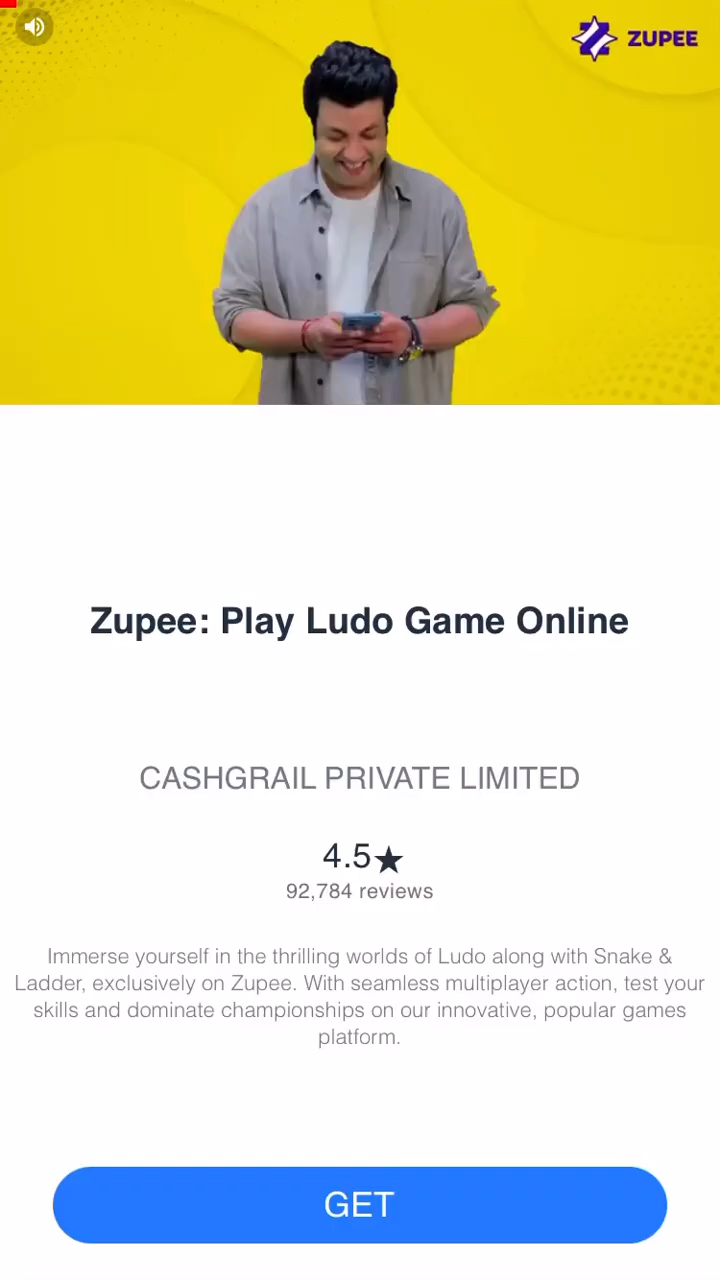 ZUPEE
Zupee: Play Ludo Game Online
CASHGRAIL PRIVATE LIMITED
4.5★
92,784 reviews
Immerse yourself in the thrilling worlds of Ludo along with Snake &
Ladder, exclusively on Zupee. With seamless multiplayer action, test your
skills and dominate championships on our innovative, popular games
platform.
GET